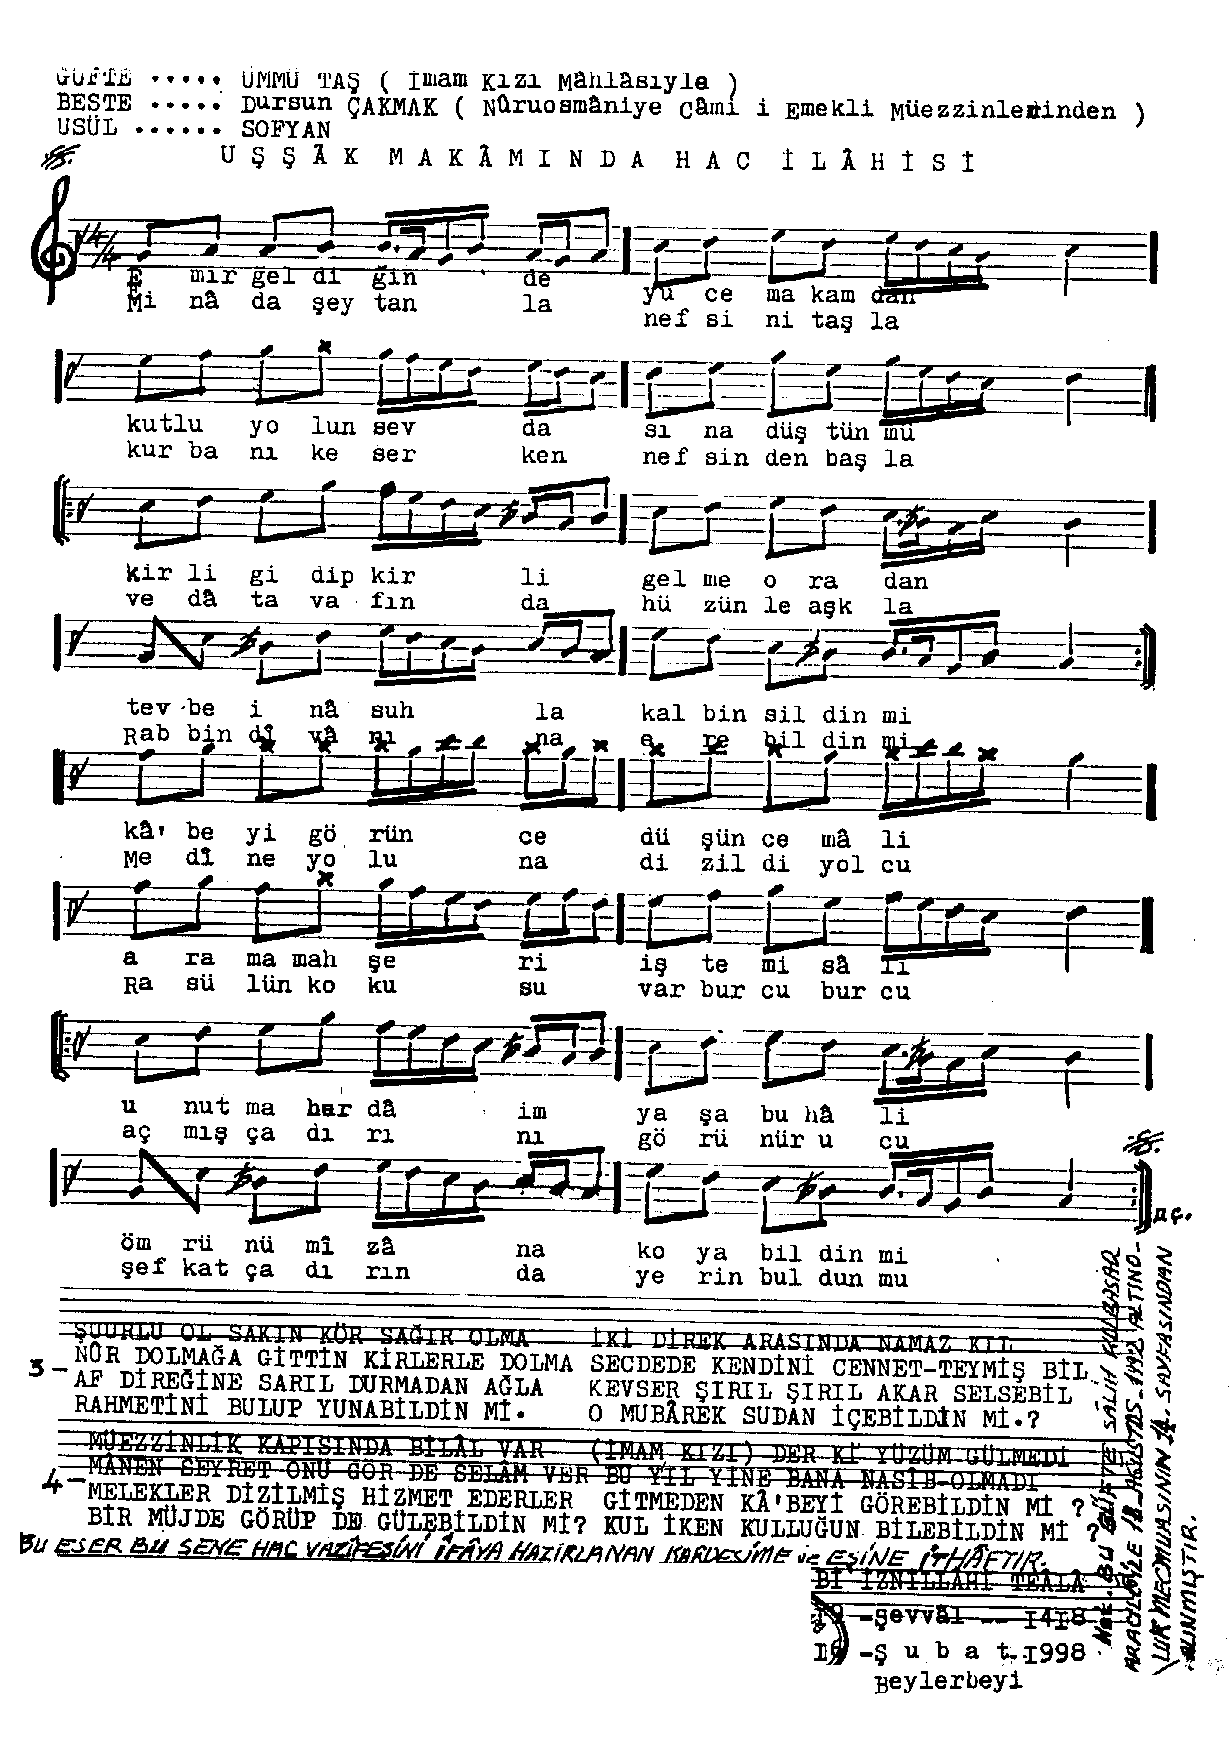 GÜFTE ..... ÜMMÜ TAŞ ( İmam Kızı Mâhlâsıyle )
BESTE ..... Dursun ÇAKMAK ( Nûruosmâniye Câmi i Emekli Müezzinlerinden )
USÜL ...... SOFYAN
UŞŞÂK MAKÂMINDA HAC İLÂHİSİ
4/4
E mir gel di ğin de yü ce ma kam dan
Mi nâ da şey tan la nef si ni taş la
kutlu yo lun sev da sı na düş tün mü
kur ba nı ke ser ken nef sin den baş la
kir li gi dip kir li gel me o ra dan
ve dâ ta va fın da hü zün le aşk la
tev be i nâ suh la kal bin sil din mi
Rab bin dî vâ nı na e re bil din mi
kâ' be yi gö rün ce dü şün ce mâ li
Me dî ne yo lu na di zil di yol cu
a ra ma mah şe ri iş te mi sâ li
Ra sü lün ko ku su var bur cu bur cu
u nut ma her dâ im ya şa bu hâ li
aç mış ça dı rı nı gö rü nür u cu
öm rü nü mî zâ na ko ya bil din mi
şef kat ça dı rın da ye rin bul dun mu
ŞUURLU OL SAKIN KÖR SAĞIR OLMA İKİ DİREK ARASINDA NAMAZ KIL
3- NÛR DOLMAĞA GİTTİN KİRLERLE DOLMA SECDEDE KENDİNİ CENNET-TEYMİŞ BİL
AF DİREĞİNE SARIL DURMADAN AĞLA KEVSER ŞIRIL ŞIRIL AKAR SELSEBİL
RAHMETİNİ BULUP YUNABİLDİN Mİ. O MUBÂREK SUDAN İÇEBİLDİN Mİ.?
MÜEZZİNLİK KAPISINDA BİLÂL VAR (İMAM KIZI) DER Kİ YÜZÜM GÜLMEDİ
4- MÂNEN SEYRET ONU GÖR DE SELÂM VER BU YIL YİNE BANA NASİB OLMADI
MELEKLER DİZİLMİŞ HİZMET EDERLER GİTMEDEN KÂ'BEYİ GÖREBİLDİN Mİ ?
BİR MÜJDE GÖRÜP DE GÜLEBİLDİN Mİ? KUL İKEN KULLUĞUN BİLEBİLDİN Mİ ?
BU ESER BU SENE HAC VAZİFESİNİ İFÂYA HAZIRLANAN KARDEŞİME ve EŞİNE İTHÂFTIR.
Bİ İZNİLLÂHİ TEÂLÂ
-Şevvâl -- 1418
-Şubat-1998
Beylerbeyi
Not. BU GÜFTE SÂLİH
18-AĞUSTOS-1992 ALTINO-
LUK MECMUASININ 14. SAYFASINDAN
ALINMIŞTIR.